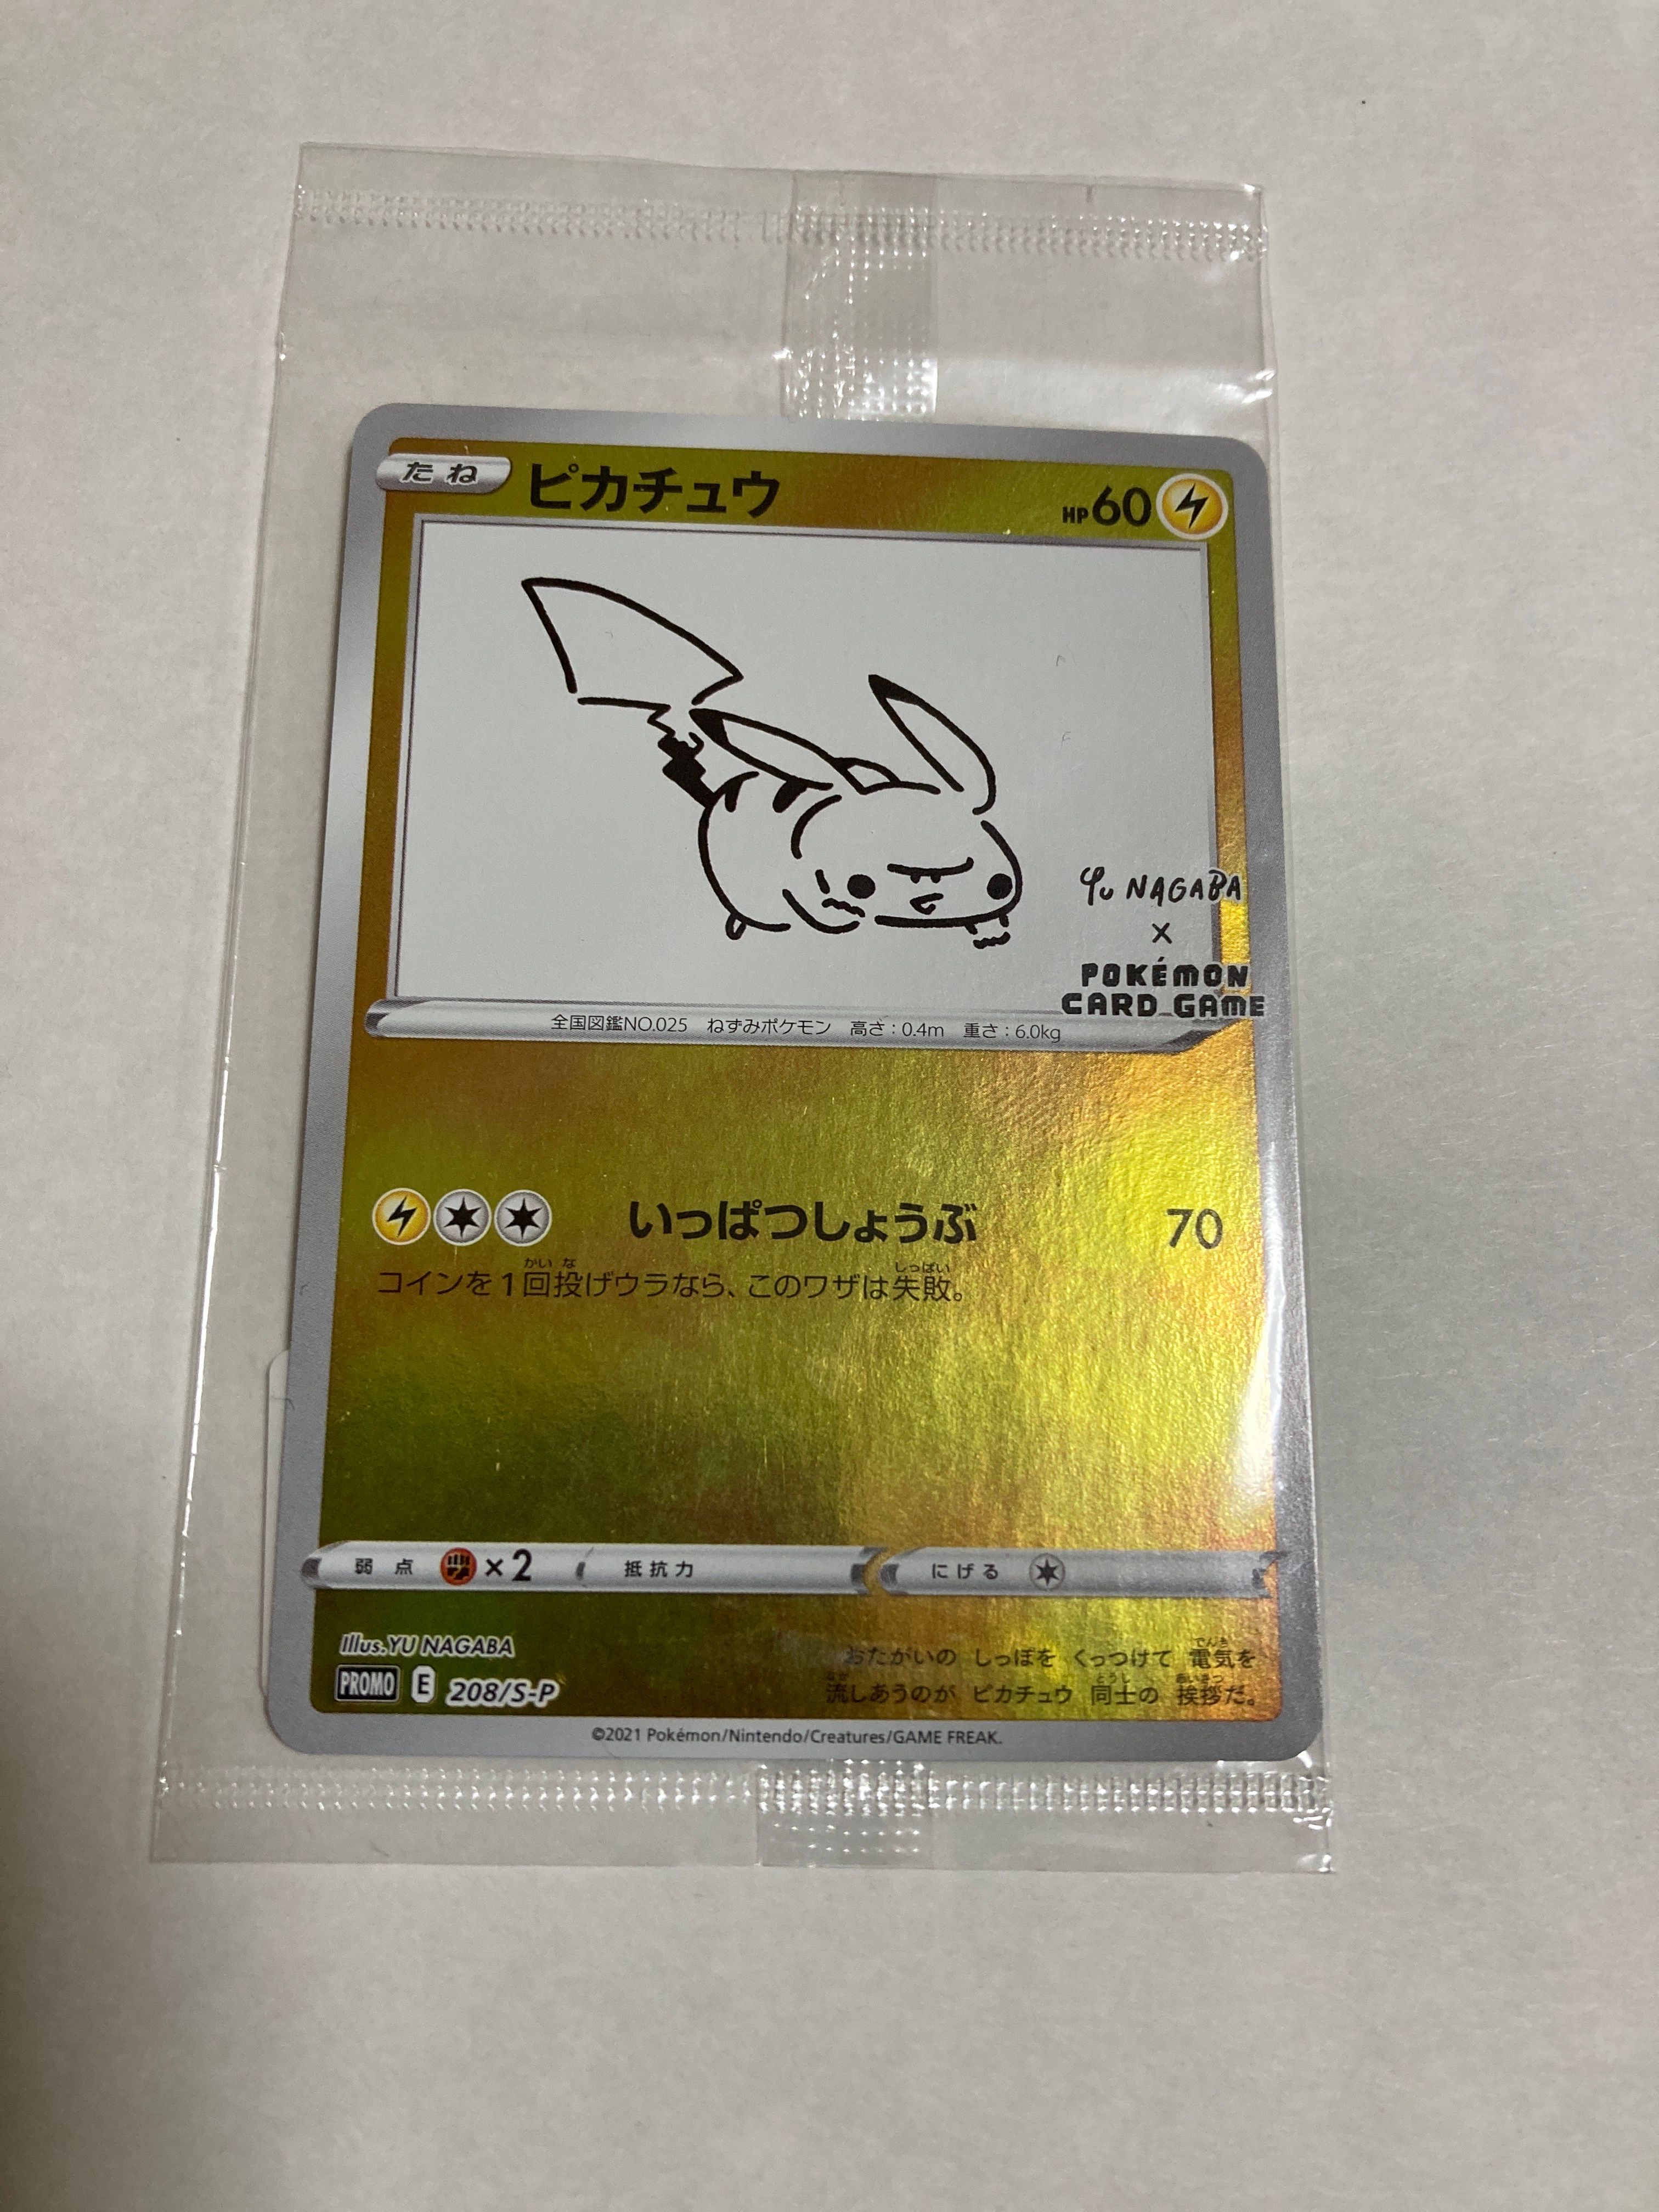 たね ピカチュウ HP60
Yu NAGABA
×
POKÉMON
CARD GAME
全国図鑑NO.025 ねずみポケモン 高さ：0.4m 重さ：6.0kg
いっぱつしょうぶ 70
コインを1回投げウラなら、このワザは失敗。
弱点 ×2 抵抗力 にげる
Illus.YU NAGABA
PROMO E 208/S-P
おたがいの しっぽを くっつけて 電気を
流しあうのが ピカチュウ 同士の 挨拶だ。
©2021 Pokémon/Nintendo/Creatures/GAME FREAK.